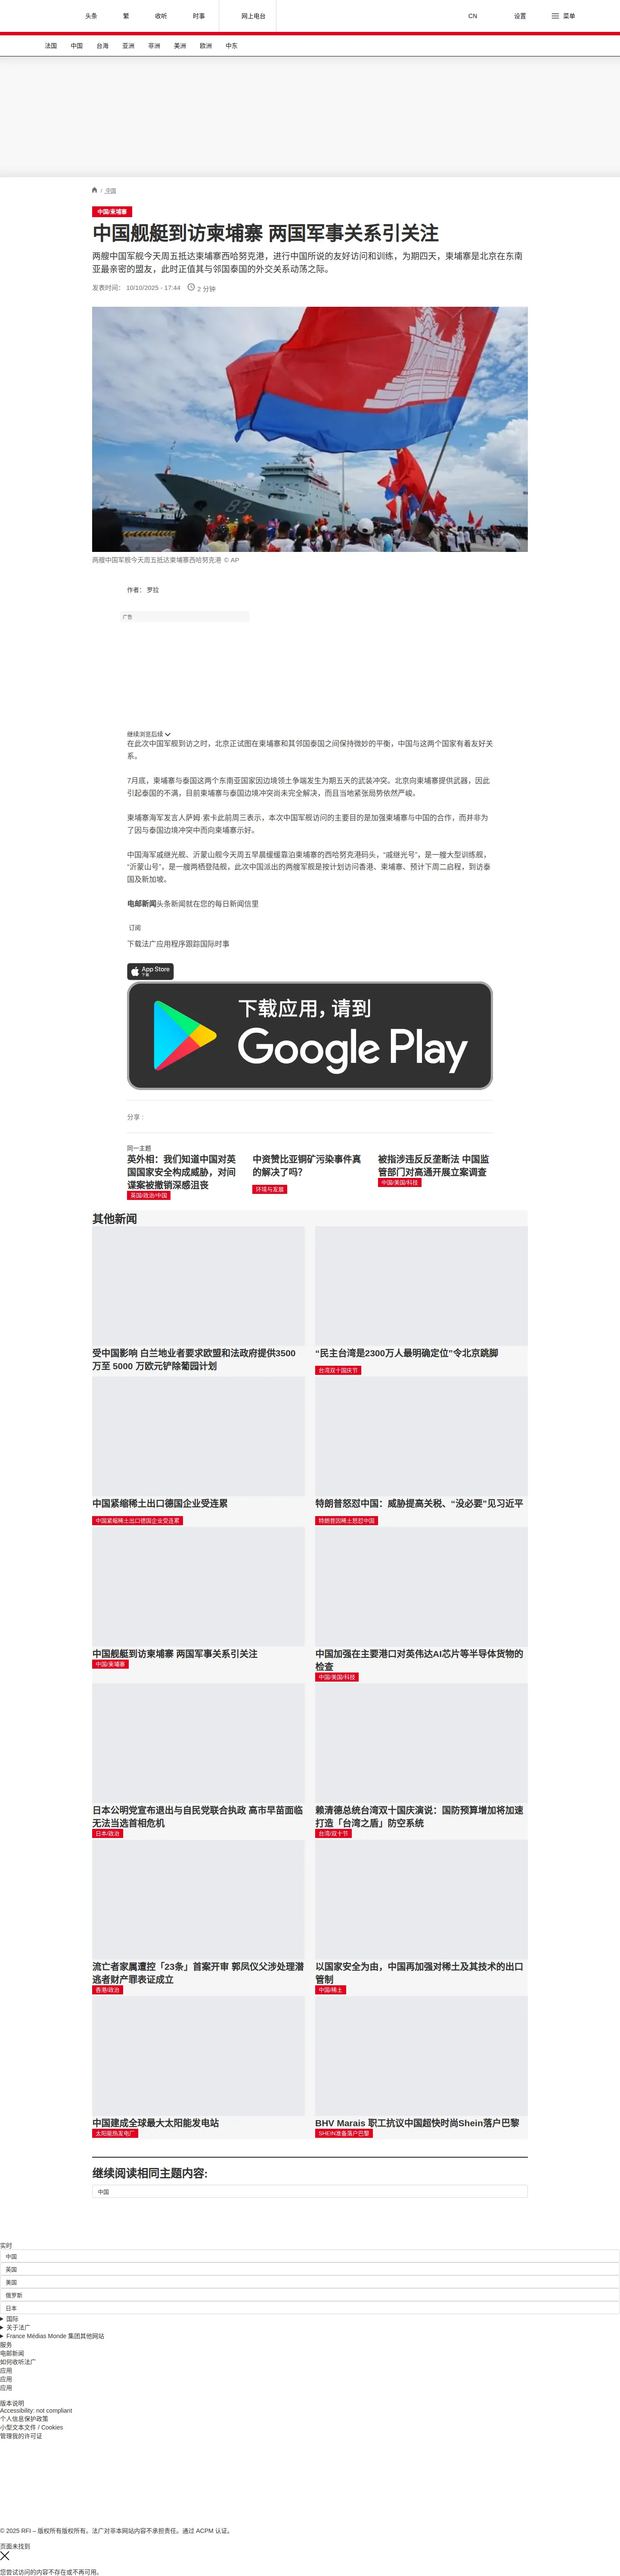 头条
繁
收听
时事
网上电台
CN
设置
菜单
法国
中国
台海
亚洲
非洲
美洲
欧洲
中东
/ 中国
中国/柬埔寨
中国舰艇到访柬埔寨 两国军事关系引关注
两艘中国军舰今天周五抵达柬埔寨西哈努克港，进行中国所说的友好访问和训练，为期四天，柬埔寨是北京在东南
亚最亲密的盟友，此时正值其与邻国泰国的外交关系动荡之际。
发表时间： 10/10/2025 - 17:44
2 分钟
83
两艘中国军舰今天周五抵达柬埔寨西哈努克港 © AP
作者： 罗拉
广告
继续浏览后续
在此次中国军舰到访之时，北京正试图在柬埔寨和其邻国泰国之间保持微妙的平衡，中国与这两个国家有着友好关
系。
7月底，柬埔寨与泰国这两个东南亚国家因边境领土争端发生为期五天的武装冲突。北京向柬埔寨提供武器，因此
引起泰国的不满，目前柬埔寨与泰国边境冲突尚未完全解决，而且当地紧张局势依然严峻。
柬埔寨海军发言人萨姆·索卡此前周三表示，本次中国军舰访问的主要目的是加强柬埔寨与中国的合作，而并非为
了因与泰国边境冲突中而向柬埔寨示好。
中国海军戚继光舰、沂蒙山舰今天周五早晨缓缓靠泊柬埔寨的西哈努克港码头，“戚继光号”，是一艘大型训练舰，
“沂蒙山号”，是一艘两栖登陆舰，此次中国派出的两艘军舰是按计划访问香港、柬埔寨、预计下周二启程，到访泰
国及新加坡。
电邮新闻头条新闻就在您的每日新闻信里
订阅
下载法广应用程序跟踪国际时事
App Store
下载
下载应用，请到
Google Play
分享 :
同一主题
英外相：我们知道中国对英
国国家安全构成威胁，对间
谍案被撤销深感沮丧
英国/政治/中国
中资赞比亚铜矿污染事件真
的解决了吗？
环境与发展
被指涉违反反垄断法 中国监
管部门对高通开展立案调查
中国/美国/科技
其他新闻
受中国影响 白兰地业者要求欧盟和法政府提供3500
万至 5000 万欧元铲除葡园计划
“民主台湾是2300万人最明确定位”令北京跳脚
台湾双十国庆节
中国紧缩稀土出口德国企业受连累
中国紧缩稀土出口德国企业受连累
特朗普怒怼中国：威胁提高关税、“没必要”见习近平
特朗普因稀土怒怼中国
中国舰艇到访柬埔寨 两国军事关系引关注
中国/柬埔寨
中国加强在主要港口对英伟达AI芯片等半导体货物的
检查
中国/美国/科技
日本公明党宣布退出与自民党联合执政 高市早苗面临
无法当选首相危机
日本/政治
赖清德总统台湾双十国庆演说：国防预算增加将加速
打造「台湾之盾」防空系统
台湾/双十节
流亡者家属遭控「23条」首案开审 郭凤仪父涉处理潜
逃者财产罪表证成立
香港/政治
以国家安全为由，中国再加强对稀土及其技术的出口
管制
中国/稀土
中国建成全球最大太阳能发电站
太阳能热发电厂
BHV Marais 职工抗议中国超快时尚Shein落户巴黎
SHEIN准备落户巴黎
继续阅读相同主题内容:
中国
实时
中国
英国
美国
俄罗斯
日本
国际
关于法广
France Médias Monde 集团其他网站
服务
电邮新闻
如何收听法广
应用
应用
应用
版本说明
Accessibility: not compliant
个人信息保护政策
小型文本文件 / Cookies
管理我的许可证
© 2025 RFI – 版权所有版权所有。法广对非本网站内容不承担责任。通过 ACPM 认证。
页面未找到
您尝试访问的内容不存在或不再可用。